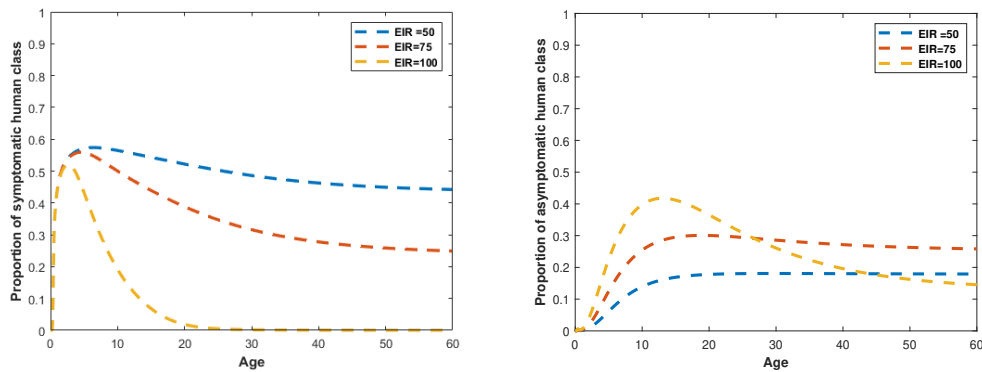 Proportion of symptomatic human class
1
0.9
0.8
0.7
0.6
0.5
0.4
0.3
0.2
0.1
0
0 10 20 30 40 50 60
Age
EIR =50
EIR=75
EIR=100
Proportion of asymptomatic human class
1
0.9
0.8
0.7
0.6
0.5
0.4
0.3
0.2
0.1
0
0 10 20 30 40 50 60
Age
EIR =50
EIR=75
EIR=100